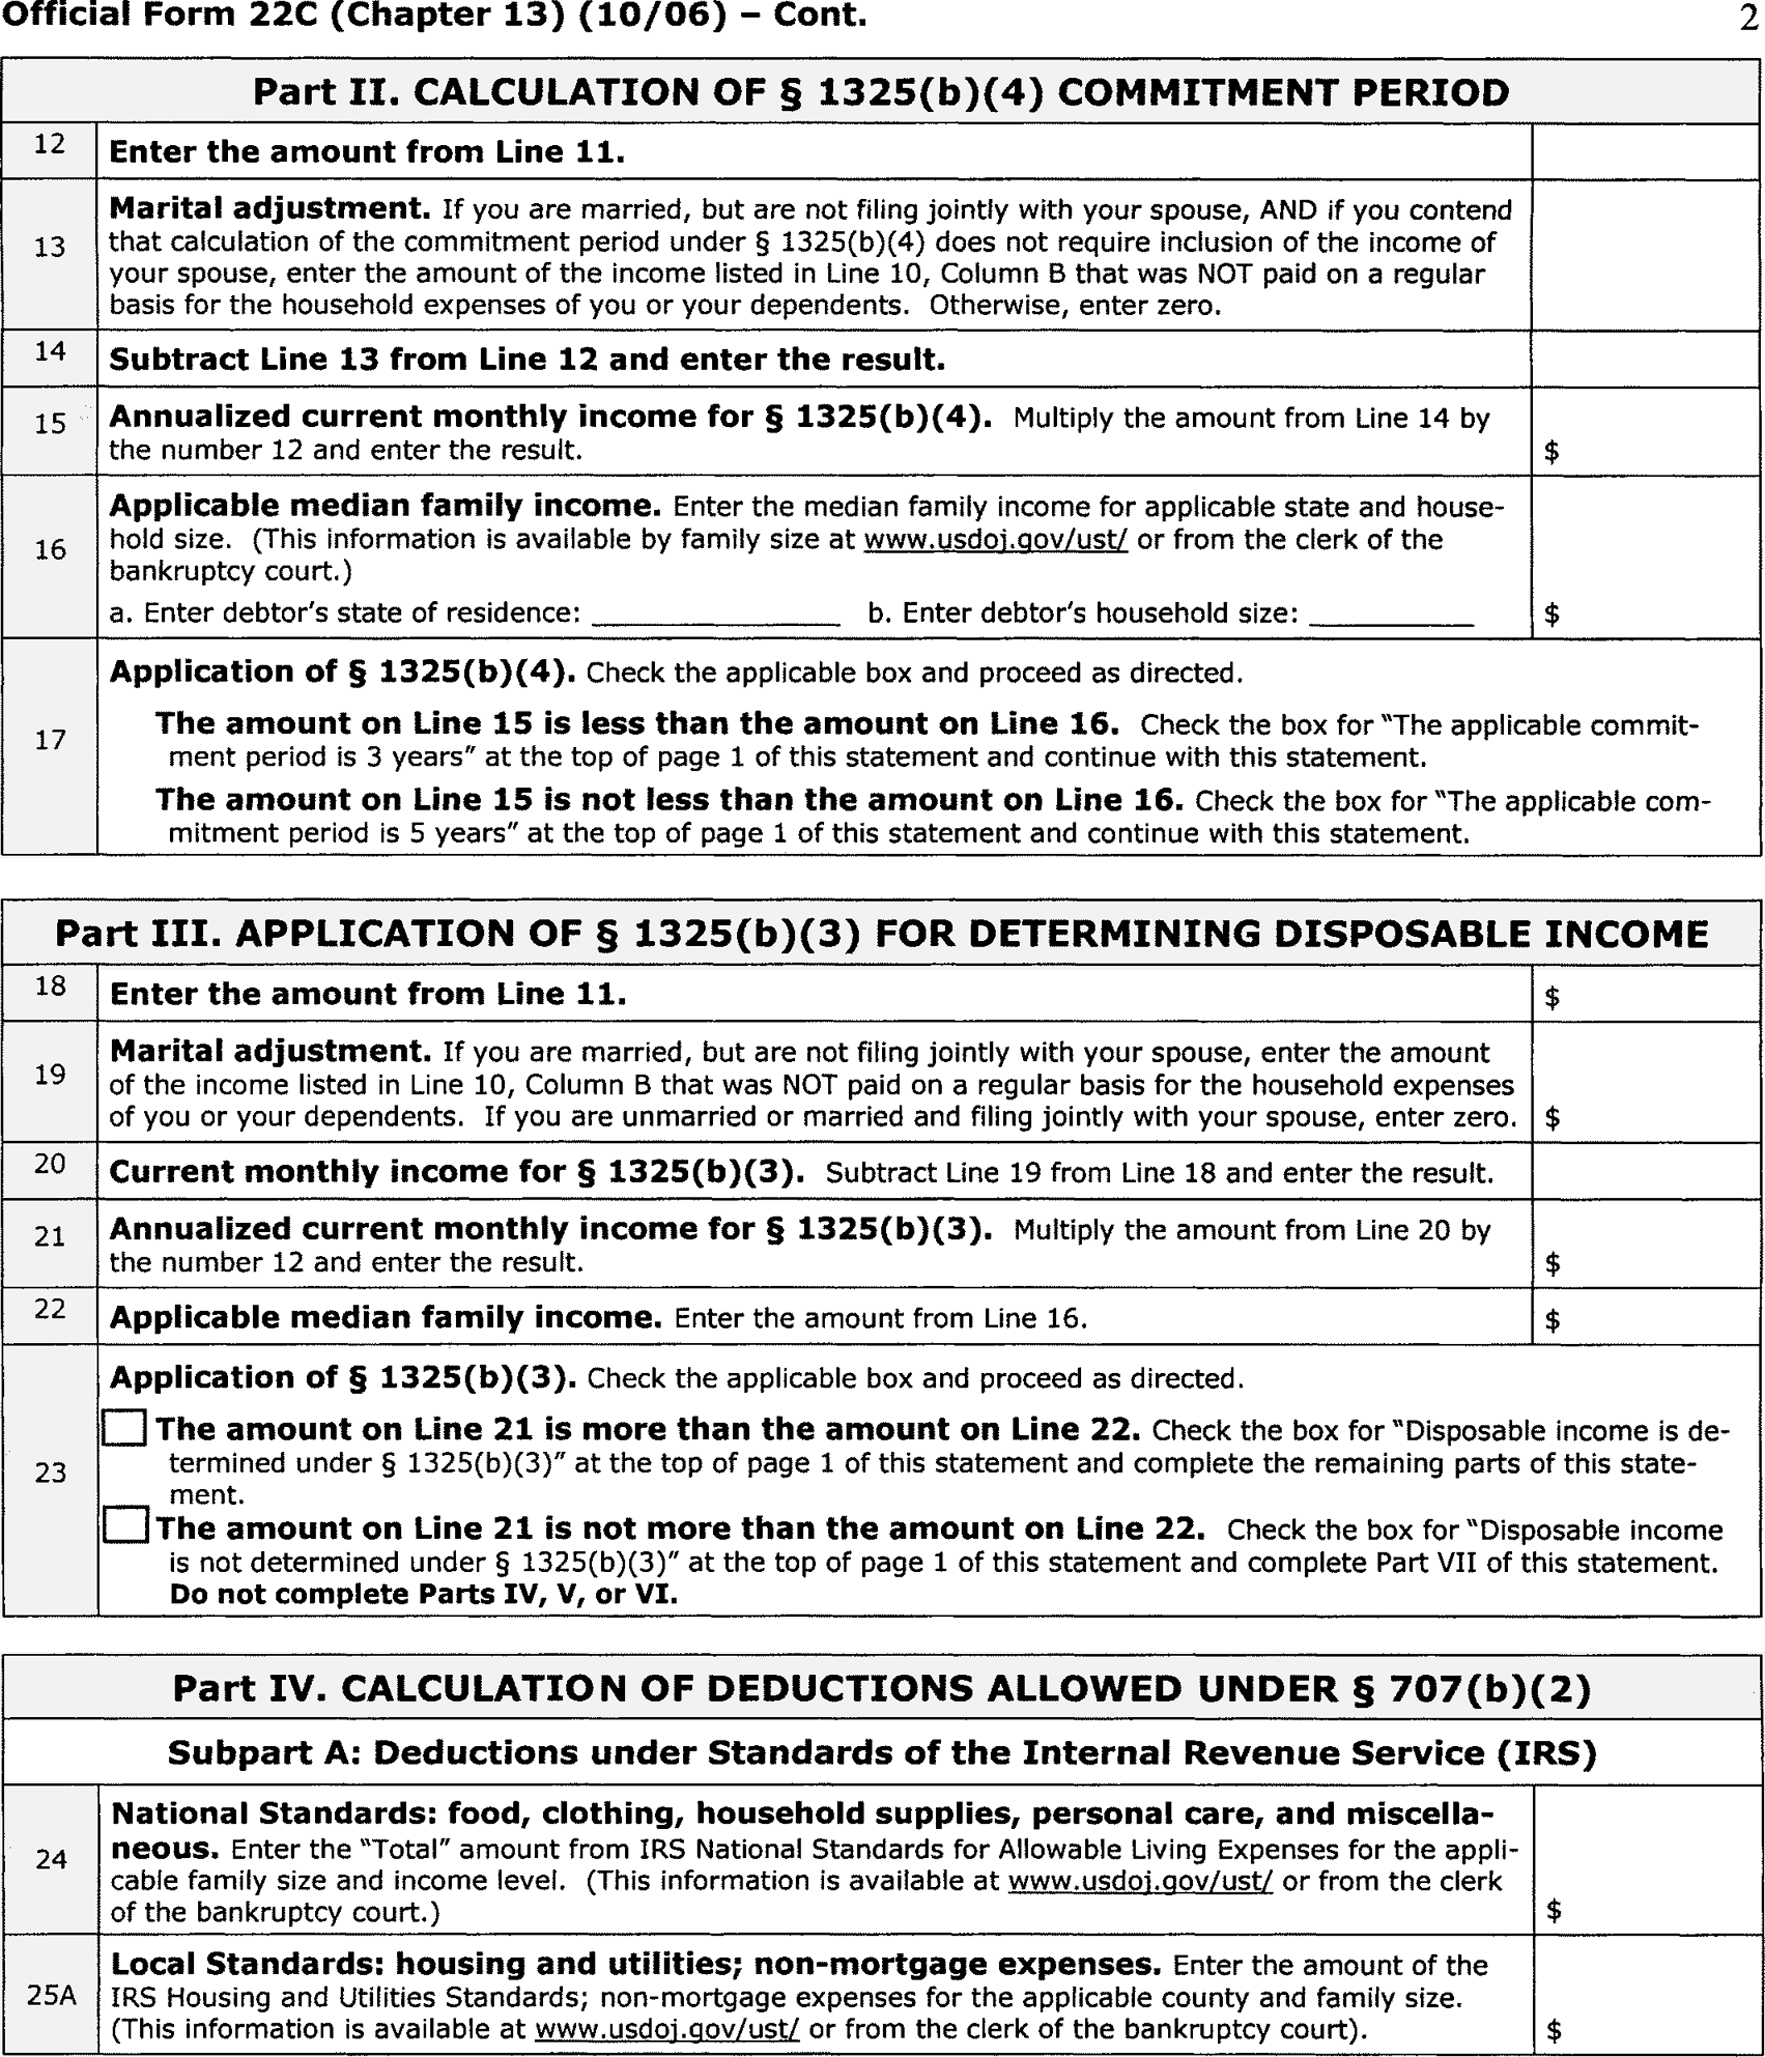 Official Form 22C (Chapter 13) (10/06) – Cont.
2
Part II. CALCULATION OF § 1325(b)(4) COMMITMENT PERIOD
12
Enter the amount from Line 11.
13
Marital adjustment. If you are married, but are not filing jointly with your spouse, AND if you contend
that calculation of the commitment period under § 1325(b)(4) does not require inclusion of the income of
your spouse, enter the amount of the income listed in Line 10, Column B that was NOT paid on a regular
basis for the household expenses of you or your dependents. Otherwise, enter zero.
14
Subtract Line 13 from Line 12 and enter the result.
15
Annualized current monthly income for § 1325(b)(4). Multiply the amount from Line 14 by
the number 12 and enter the result.
$
16
Applicable median family income. Enter the median family income for applicable state and house-
hold size. (This information is available by family size at www.usdoj.gov/ust/ or from the clerk of the
bankruptcy court.)
a. Enter debtor's state of residence: _______________ b. Enter debtor's household size: __________
$
17
Application of § 1325(b)(4). Check the applicable box and proceed as directed.
The amount on Line 15 is less than the amount on Line 16. Check the box for "The applicable commit-
ment period is 3 years" at the top of page 1 of this statement and continue with this statement.
The amount on Line 15 is not less than the amount on Line 16. Check the box for "The applicable com-
mitment period is 5 years" at the top of page 1 of this statement and continue with this statement.
Part III. APPLICATION OF § 1325(b)(3) FOR DETERMINING DISPOSABLE INCOME
18
Enter the amount from Line 11.
$
19
Marital adjustment. If you are married, but are not filing jointly with your spouse, enter the amount
of the income listed in Line 10, Column B that was NOT paid on a regular basis for the household expenses
of you or your dependents. If you are unmarried or married and filing jointly with your spouse, enter zero.
$
20
Current monthly income for § 1325(b)(3). Subtract Line 19 from Line 18 and enter the result.
21
Annualized current monthly income for § 1325(b)(3). Multiply the amount from Line 20 by
the number 12 and enter the result.
$
22
Applicable median family income. Enter the amount from Line 16.
$
23
Application of § 1325(b)(3). Check the applicable box and proceed as directed.
The amount on Line 21 is more than the amount on Line 22. Check the box for "Disposable income is de-
termined under § 1325(b)(3)" at the top of page 1 of this statement and complete the remaining parts of this state-
ment.
The amount on Line 21 is not more than the amount on Line 22. Check the box for "Disposable income
is not determined under § 1325(b)(3)" at the top of page 1 of this statement and complete Part VII of this statement.
Do not complete Parts IV, V, or VI.
Part IV. CALCULATION OF DEDUCTIONS ALLOWED UNDER § 707(b)(2)
Subpart A: Deductions under Standards of the Internal Revenue Service (IRS)
24
National Standards: food, clothing, household supplies, personal care, and miscella-
neous. Enter the "Total" amount from IRS National Standards for Allowable Living Expenses for the appli-
cable family size and income level. (This information is available at www.usdoj.gov/ust/ or from the clerk
of the bankruptcy court.)
$
25A
Local Standards: housing and utilities; non-mortgage expenses. Enter the amount of the
IRS Housing and Utilities Standards; non-mortgage expenses for the applicable county and family size.
(This information is available at www.usdoj.gov/ust/ or from the clerk of the bankruptcy court).
$